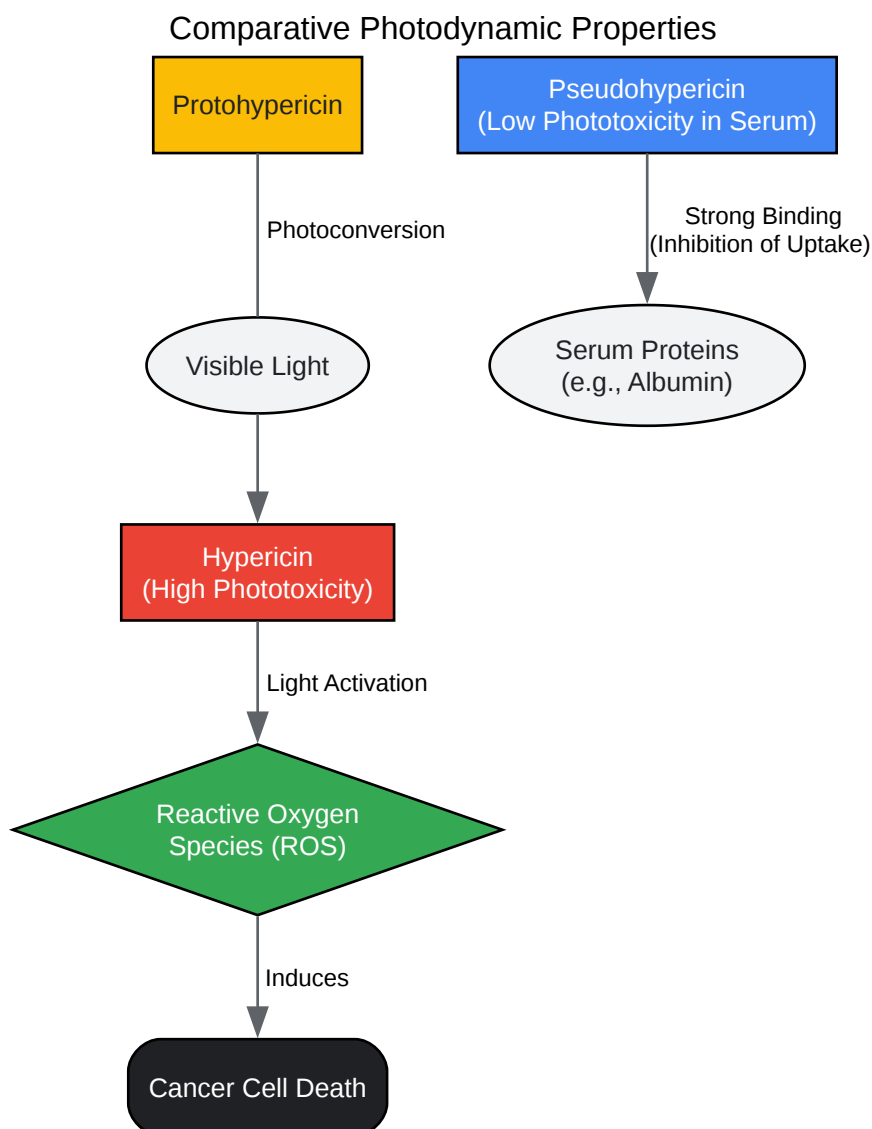 Comparative Photodynamic Properties
Protohypericin
Pseudohypericin
(Low Phototoxicity in Serum)
Photoconversion
Strong Binding
(Inhibition of Uptake)
Visible Light
Serum Proteins
(e.g., Albumin)
Hypericin
(High Phototoxicity)
Light Activation
Reactive Oxygen
Species (ROS)
Induces
Cancer Cell Death